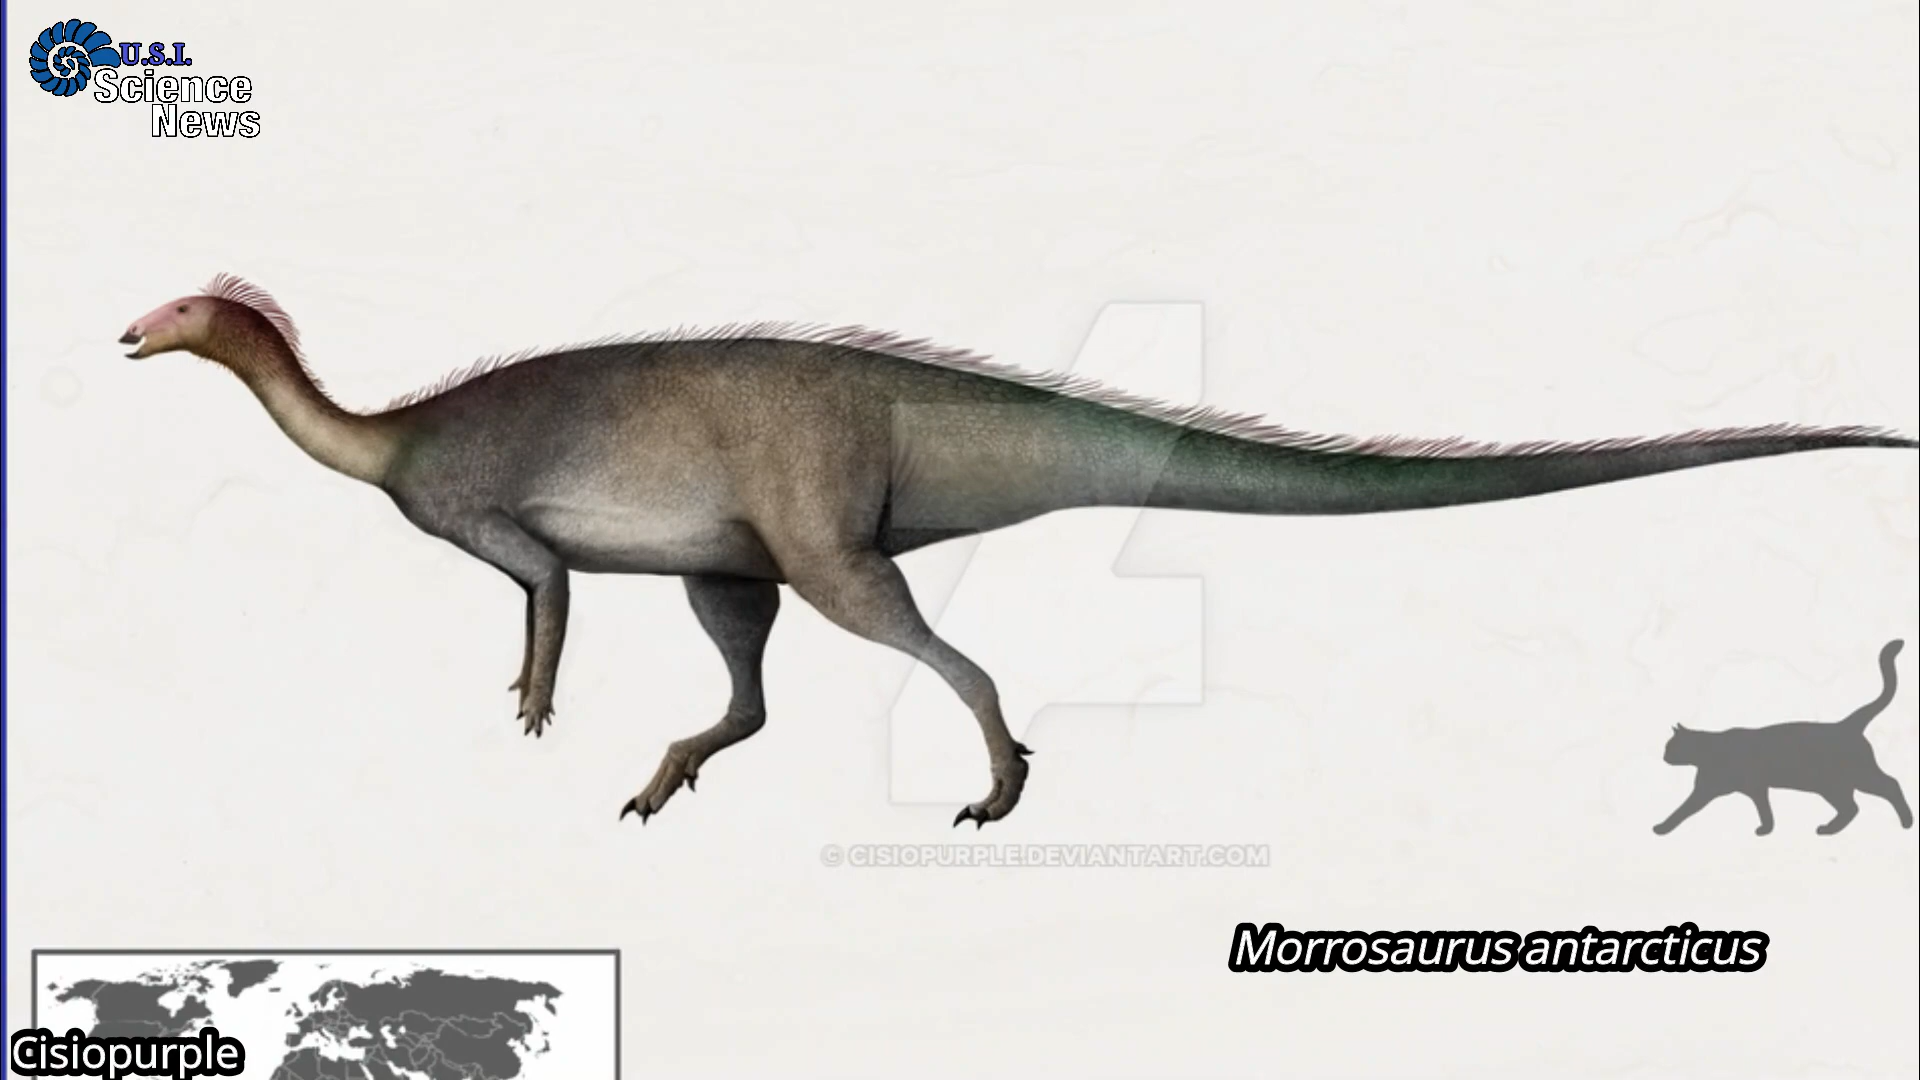 U.S.I.
Science
News
© CISIOPURPLE.DEVIANTART.COM
Morrosaurus antarcticus
Cisiopurple